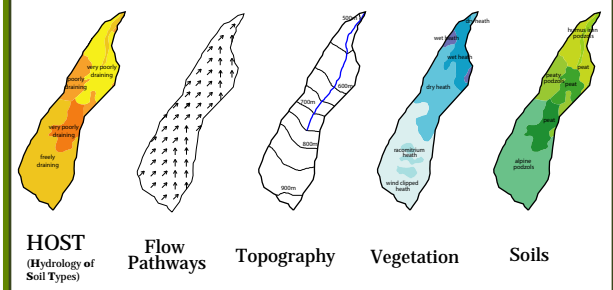 very poorly
draining
poorly
draining
very poorly
draining
freely
draining
500m
600m
700m
800m
900m
dry heath
wet heath
wet heath
dry heath
racomitrium
heath
wind clipped
heath
humus iron
podzols
peat
peaty
podzols
peat
peat
alpine
podzols
HOST
(Hydrology of
Soil Types)
Flow
Pathways
Topography
Vegetation
Soils